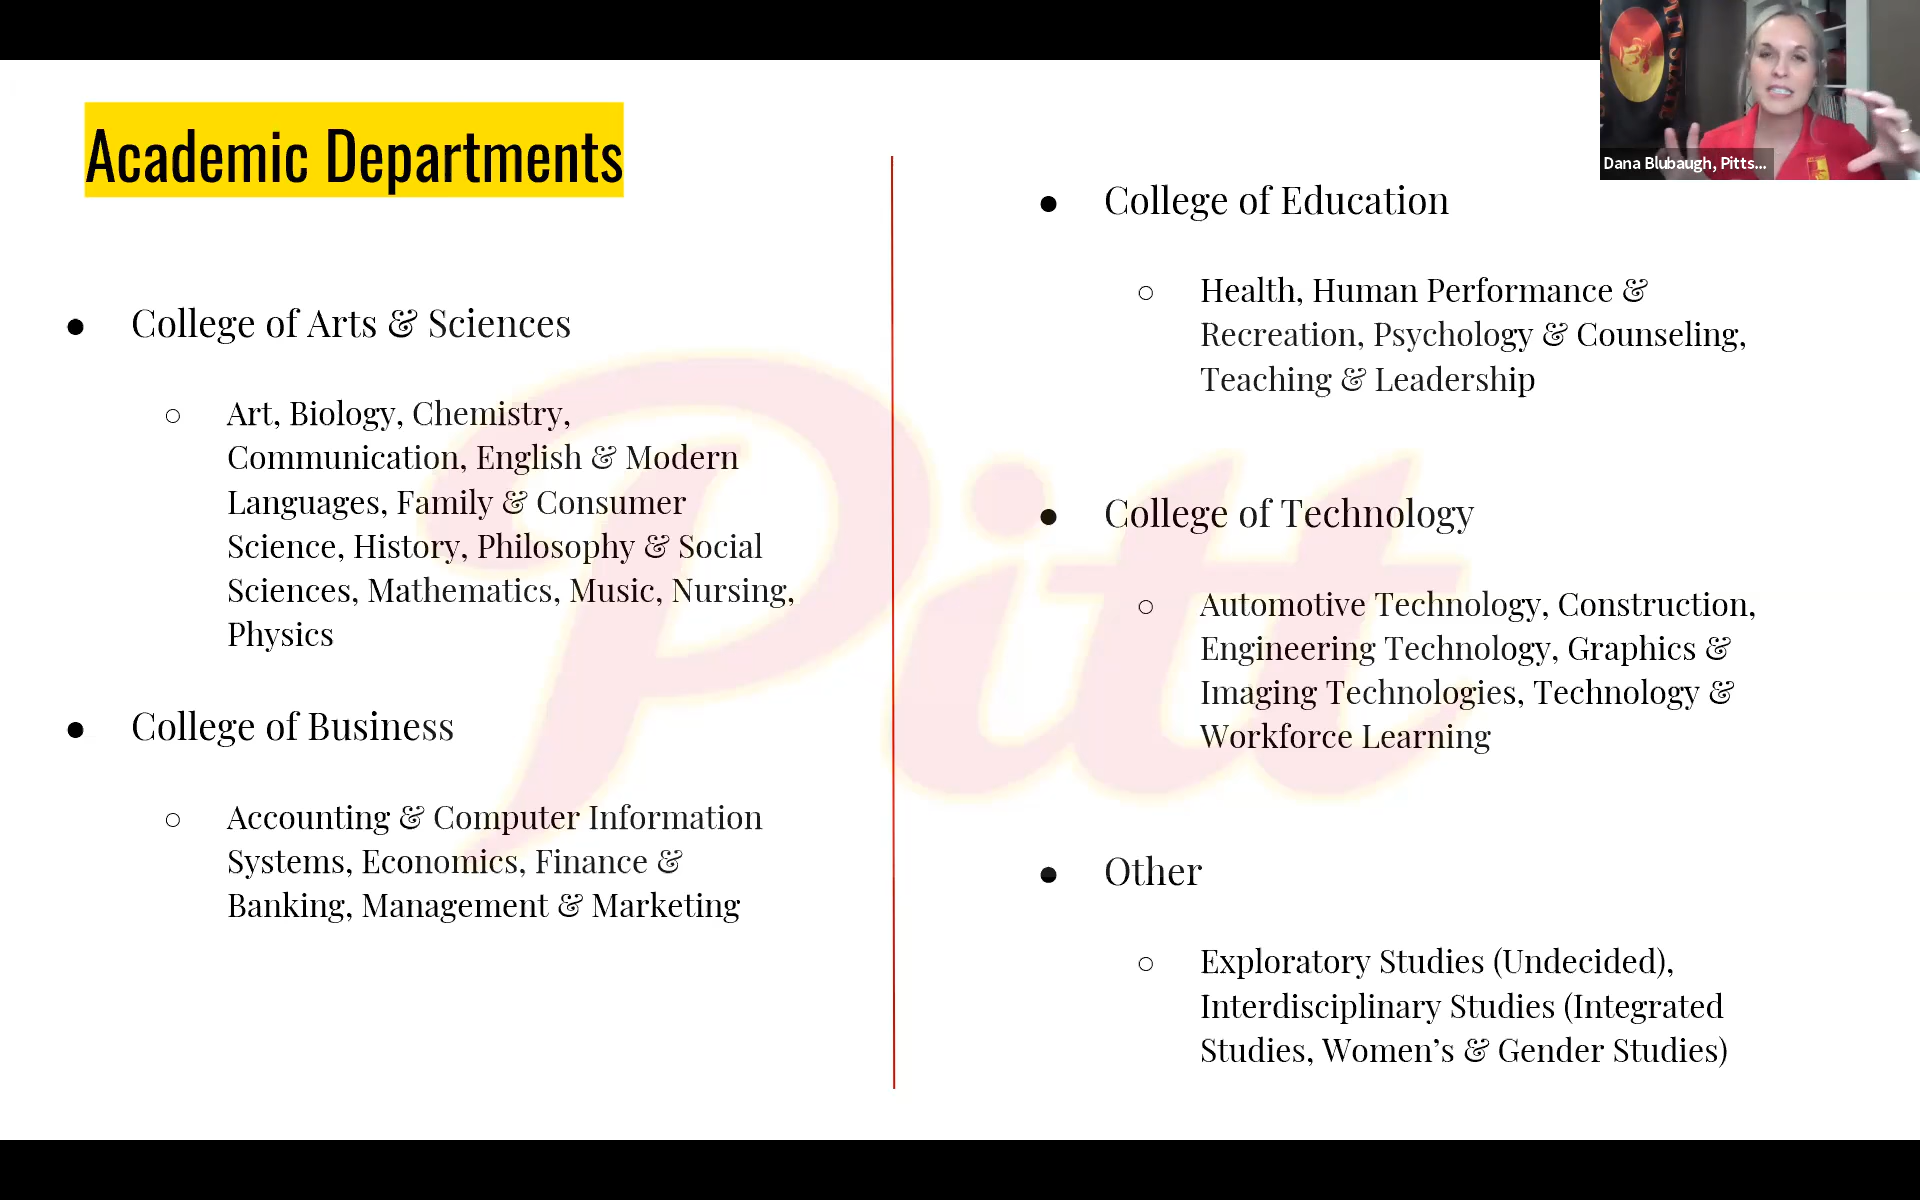 Academic Departments
● College of Arts & Sciences
○ Art, Biology, Chemistry,
Communication, English & Modern
Languages, Family & Consumer
Science, History, Philosophy & Social
Sciences, Mathematics, Music, Nursing,
Physics
● College of Business
○ Accounting & Computer Information
Systems, Economics, Finance &
Banking, Management & Marketing
● College of Education
○ Health, Human Performance &
Recreation, Psychology & Counseling,
Teaching & Leadership
● College of Technology
○ Automotive Technology, Construction,
Engineering Technology, Graphics &
Imaging Technologies, Technology &
Workforce Learning
● Other
○ Exploratory Studies (Undecided),
Interdisciplinary Studies (Integrated
Studies, Women’s & Gender Studies)
Pitt
Dana Blubaugh, Pitts...